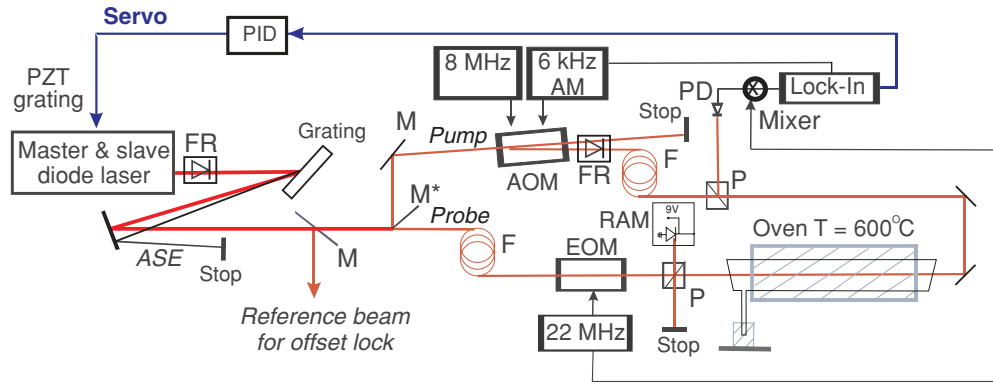 Servo
PID
PZT
grating
8 MHz
6 kHz
AM
Lock-In
PD
Mixer
Stop
Grating
M
Pump
FR
Master & slave
diode laser
AOM
FR
F
P
M*
Probe
RAM
9V
Oven T = 600°C
ASE
Stop
M
F
EOM
P
Reference beam
for offset lock
22 MHz
Stop